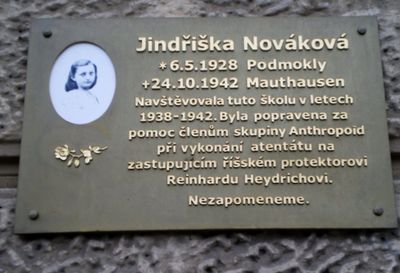 Jindřiška Nováková
*6.5.1928 Podmokly
+24.10.1942 Mauthausen
Navštěvovala tuto školu v letech
1938-1942. Byla popravena za
pomoc členům skupiny Anthropoid
při vykonání atentátu na
zastupujícím říšském protektorovi
Reinhardu Heydrichovi.
Nezapomeneme.